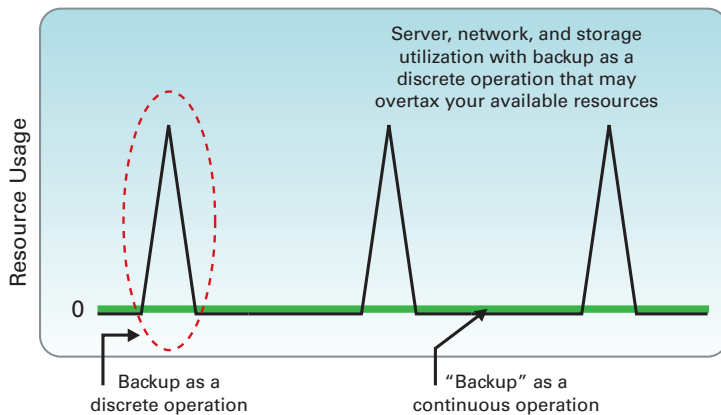 Server, network, and storage
utilization with backup as a
discrete operation that may
overtax your available resources
Resource Usage
0
Backup as a
discrete operation
“Backup” as a
continuous operation